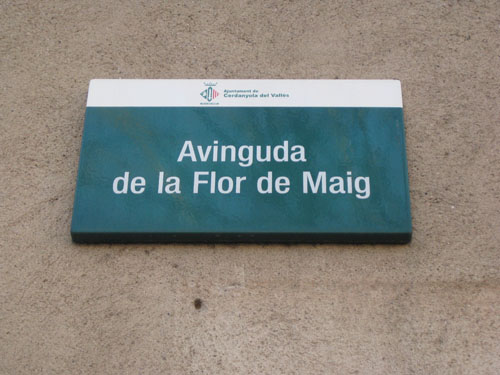 Ajuntament de
Cerdanyola del Vallès
Avinguda
de la Flor de Maig